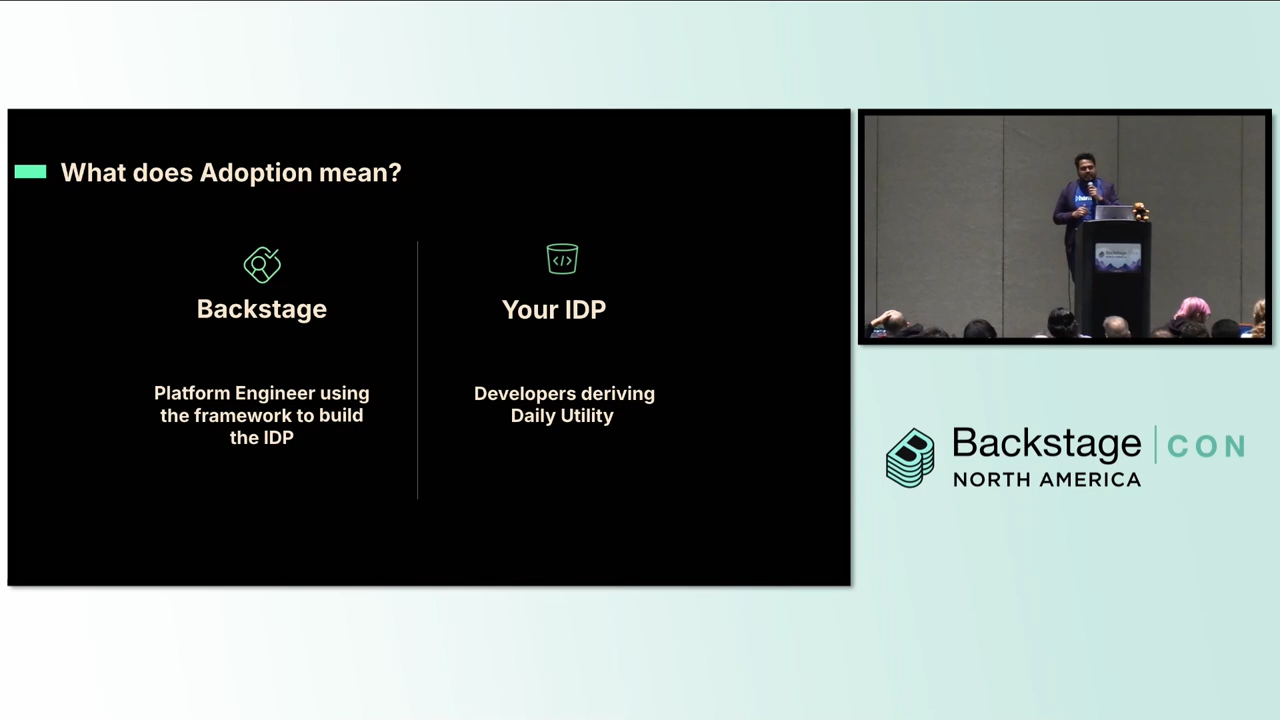 What does Adoption mean?
Backstage
Platform Engineer using
the framework to build
the IDP
Your IDP
Developers deriving
Daily Utility
Backstage CON
NORTH AMERICA